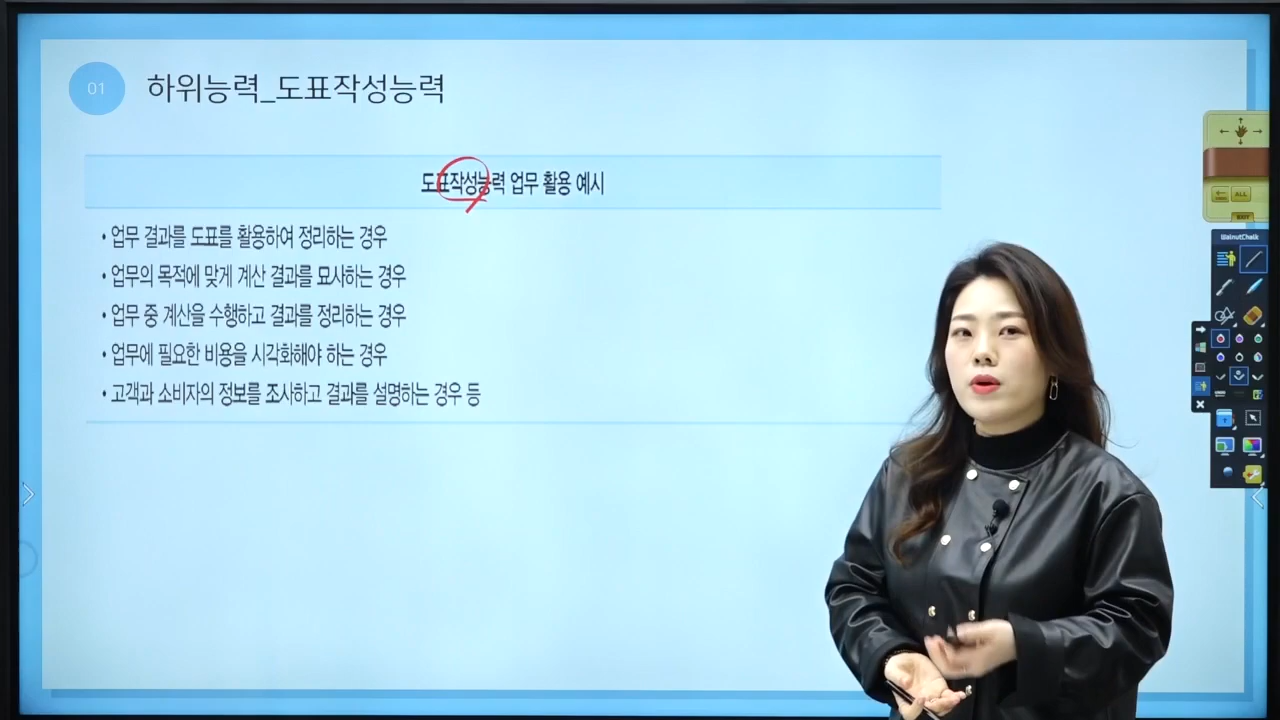 01
하위능력_도표작성능력
도표작성능력 업무 활용 예시
• 업무 결과를 도표를 활용하여 정리하는 경우
• 업무의 목적에 맞게 계산 결과를 묘사하는 경우
• 업무 중 계산을 수행하고 결과를 정리하는 경우
• 업무에 필요한 비용을 시각화해야 하는 경우
• 고객과 소비자의 정보를 조사하고 결과를 설명하는 경우 등
ALL
EXIT
WalnutChalk